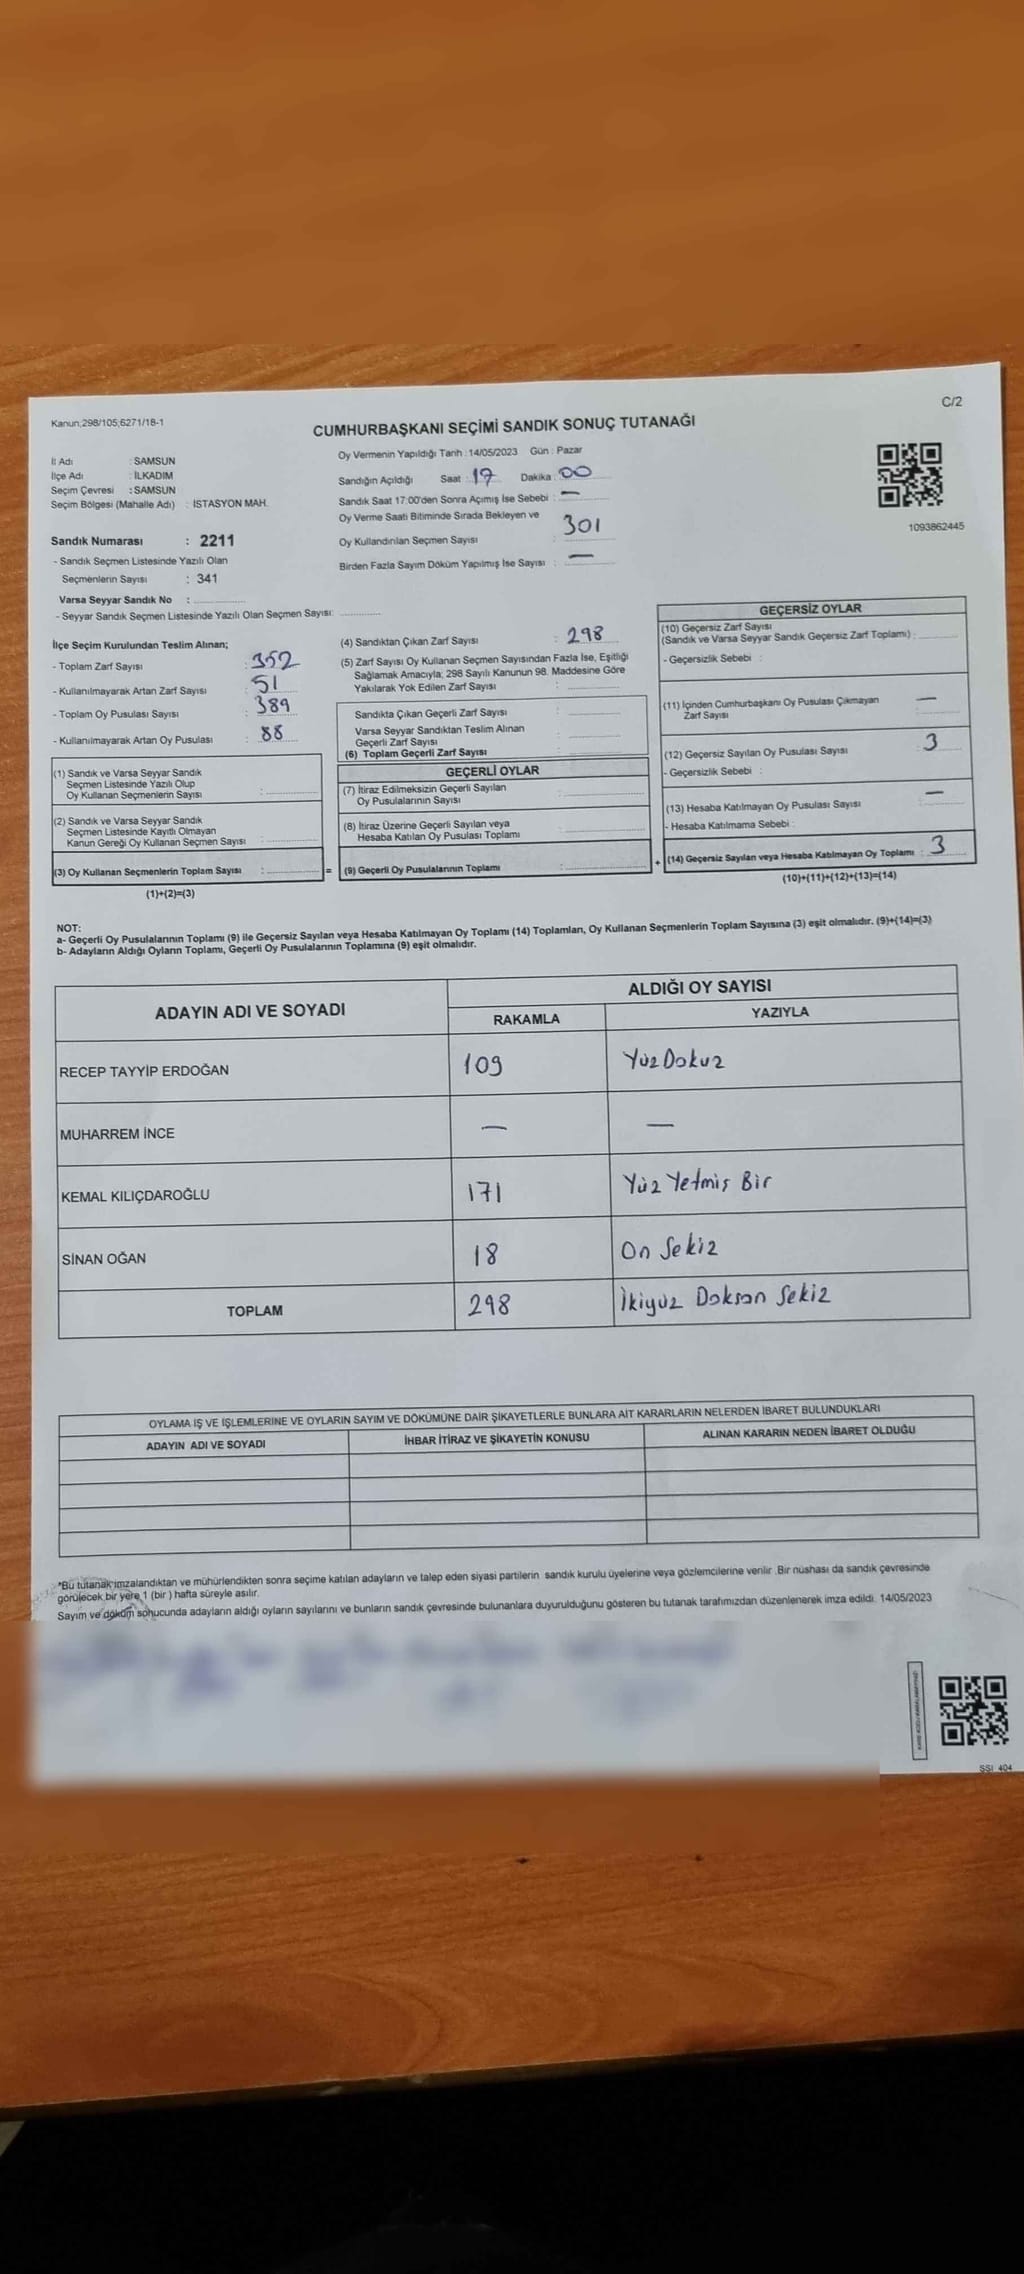 C/2
Kanun;298/105;6271/18-1
CUMHURBAŞKANI SEÇİMİ SANDIK SONUÇ TUTANAĞI
İl Adı : SAMSUN
İlçe Adı : İLKADIM
Seçim Çevresi : SAMSUN
Seçim Bölgesi (Mahalle Adı) : İSTASYON MAH.
Oy Vermenin Yapıldığı Tarih : 14/05/2023 Gün : Pazar
Sandığın Açıldığı Saat : 17 Dakika : 00
Sandık Saat 17:00'den Sonra Açımış İse Sebebi : —
Oy Verme Saati Bitiminde Sırada Bekleyen ve
Oy Kullandırılan Seçmen Sayısı : 301
Birden Fazla Sayım Döküm Yapılmış İse Sayısı : —
1093862445
Sandık Numarası : 2211
- Sandık Seçmen Listesinde Yazılı Olan
Seçmenlerin Sayısı : 341
Varsa Seyyar Sandık No :
- Seyyar Sandık Seçmen Listesinde Yazılı Olan Seçmen Sayısı:
İlçe Seçim Kurulundan Teslim Alınan;
- Toplam Zarf Sayısı : 352
- Kullanılmayarak Artan Zarf Sayısı : 51
- Toplam Oy Pusulası Sayısı : 389
- Kullanılmayarak Artan Oy Pusulası : 88
(1) Sandık ve Varsa Seyyar Sandık
Seçmen Listesinde Yazılı Olup
Oy Kullanan Seçmenlerin Sayısı :
(2) Sandık ve Varsa Seyyar Sandık
Seçmen Listesinde Kayıtlı Olmayan
Kanun Gereği Oy Kullanan Seçmen Sayısı :
(3) Oy Kullanan Seçmenlerin Toplam Sayısı : =
(1)+(2)=(3)
(4) Sandıktan Çıkan Zarf Sayısı : 298
(5) Zarf Sayısı Oy Kullanan Seçmen Sayısından Fazla İse, Eşitliği
Sağlamak Amacıyla; 298 Sayılı Kanunun 98. Maddesine Göre
Yakılarak Yok Edilen Zarf Sayısı :
Sandıkta Çıkan Geçerli Zarf Sayısı :
Varsa Seyyar Sandıktan Teslim Alınan
Geçerli Zarf Sayısı :
(6) Toplam Geçerli Zarf Sayısı :
GEÇERLİ OYLAR
(7) İtiraz Edilmeksizin Geçerli Sayılan
Oy Pusulalarının Sayısı :
(8) İtiraz Üzerine Geçerli Sayılan veya
Hesaba Katılan Oy Pusulası Toplamı :
(9) Geçerli Oy Pusulalarının Toplamı : +
GEÇERSİZ OYLAR
(10) Geçersiz Zarf Sayısı
(Sandık ve Varsa Seyyar Sandık Geçersiz Zarf Toplamı) :
- Geçersizlik Sebebi :
(11) İçinden Cumhurbaşkanı Oy Pusulası Çıkmayan
Zarf Sayısı : —
(12) Geçersiz Sayılan Oy Pusulası Sayısı : 3
- Geçersizlik Sebebi :
(13) Hesaba Katılmayan Oy Pusulası Sayısı : —
- Hesaba Katılmama Sebebi :
(14) Geçersiz Sayılan veya Hesaba Katılmayan Oy Toplamı : 3
(10)+(11)+(12)+(13)=(14)
NOT:
a- Geçerli Oy Pusulalarının Toplamı (9) ile Geçersiz Sayılan veya Hesaba Katılmayan Oy Toplamı (14) Toplamları, Oy Kullanan Seçmenlerin Toplam Sayısına (3) eşit olmalıdır. (9)+(14)=(3)
b- Adayların Aldığı Oyların Toplamı, Geçerli Oy Pusulalarının Toplamına (9) eşit olmalıdır.
ADAYIN ADI VE SOYADI ALDIĞI OY SAYISI
RAKAMLA YAZIYLA
RECEP TAYYİP ERDOĞAN 109 Yüz Dokuz
MUHARREM İNCE — —
KEMAL KILIÇDAROĞLU 171 Yüz Yetmiş Bir
SİNAN OĞAN 18 On Sekiz
TOPLAM 298 İkiyüz Doksan Sekiz
OYLAMA İŞ VE İŞLEMLERİNE VE OYLARIN SAYIM VE DÖKÜMÜNE DAİR ŞİKAYETLERLE BUNLARA AİT KARARLARIN NELERDEN İBARET BULUNDUKLARI
ADAYIN ADI VE SOYADI İHBAR İTİRAZ VE ŞİKAYETİN KONUSU ALINAN KARARIN NEDEN İBARET OLDUĞU
*Bu tutanak imzalandıktan ve mühürlendikten sonra seçime katılan adayların ve talep eden siyasi partilerin sandık kurulu üyelerine veya gözlemcilerine verilir. Bir nüshası da sandık çevresinde
görülecek bir yere 1 (bir) hafta süreyle asılır.
Sayım ve döküm sonucunda adayların aldığı oyların sayılarını ve bunların sandık çevresinde bulunanlara duyurulduğunu gösteren bu tutanak tarafımızdan düzenlenerek imza edildi. 14/05/2023
SSI 404